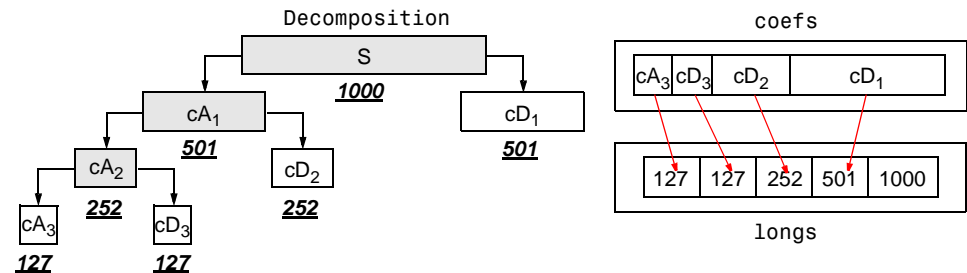 Decomposition
S
1000
cA1
501
cD1
501
cA2
252
cD2
252
cA3
127
cD3
127
coefs
cA3 cD3 cD2 cD1
127 127 252 501 1000
longs